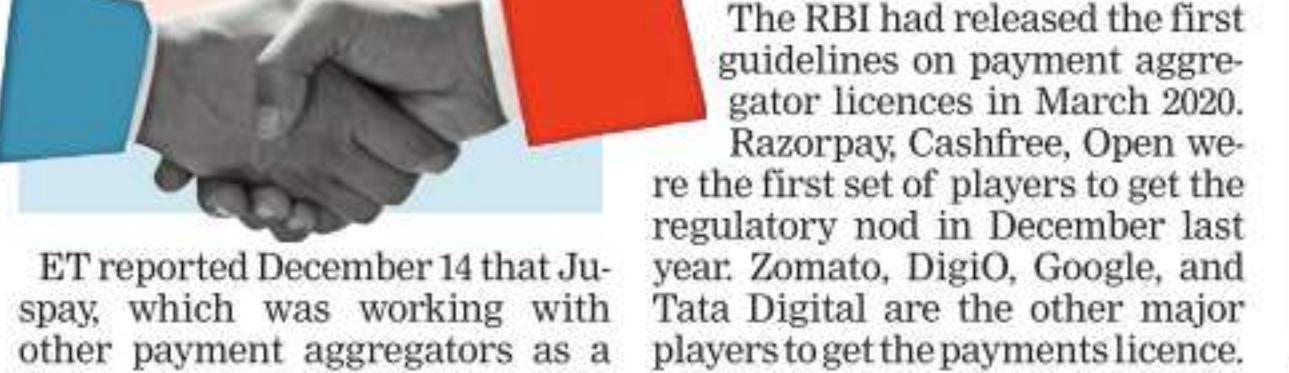 ET reported December 14 that Ju-
spay, which was working with
other payment aggregators as a
The RBI had released the first
guidelines on payment aggre-
gator licences in March 2020.
Razorpay, Cashfree, Open we-
re the first set of players to get the
regulatory nod in December last
year. Zomato, DigiO, Google, and
Tata Digital are the other major
players to get the payments licence.